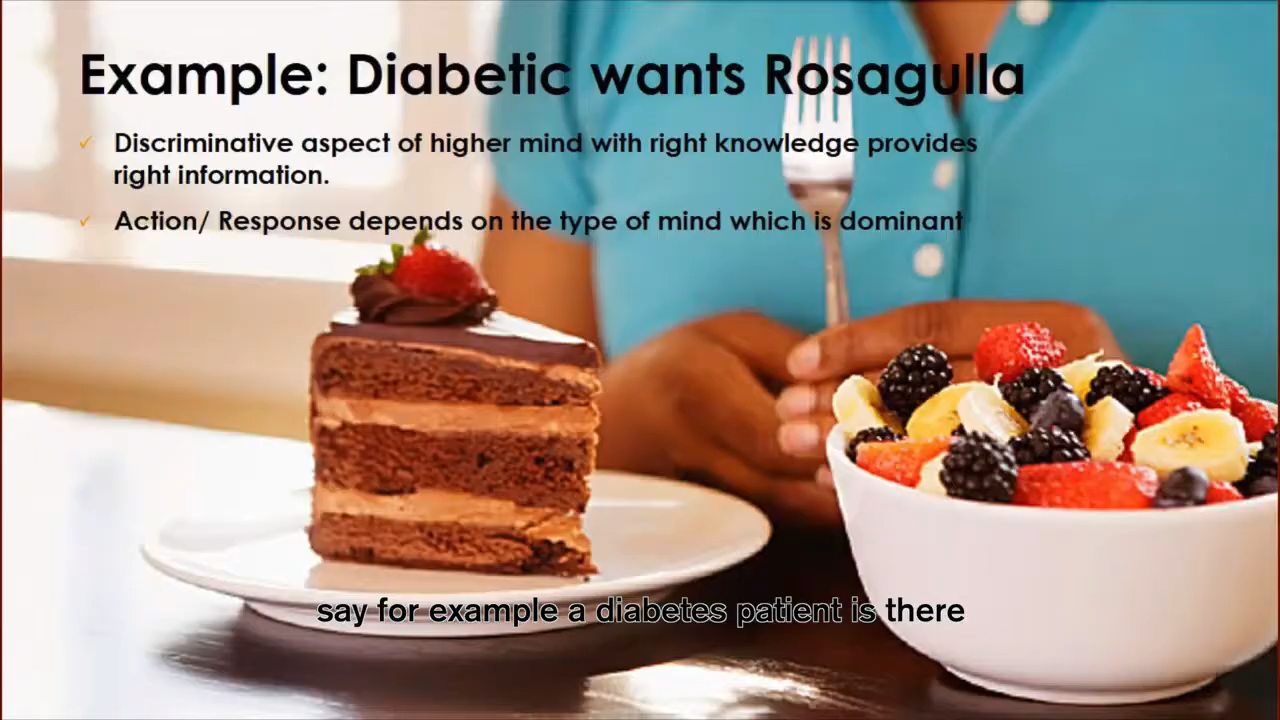 Example: Diabetic wants Rosagulla
Discriminative aspect of higher mind with right knowledge provides
right information.
Action/ Response depends on the type of mind which is dominant
say for example a diabetes patient is there